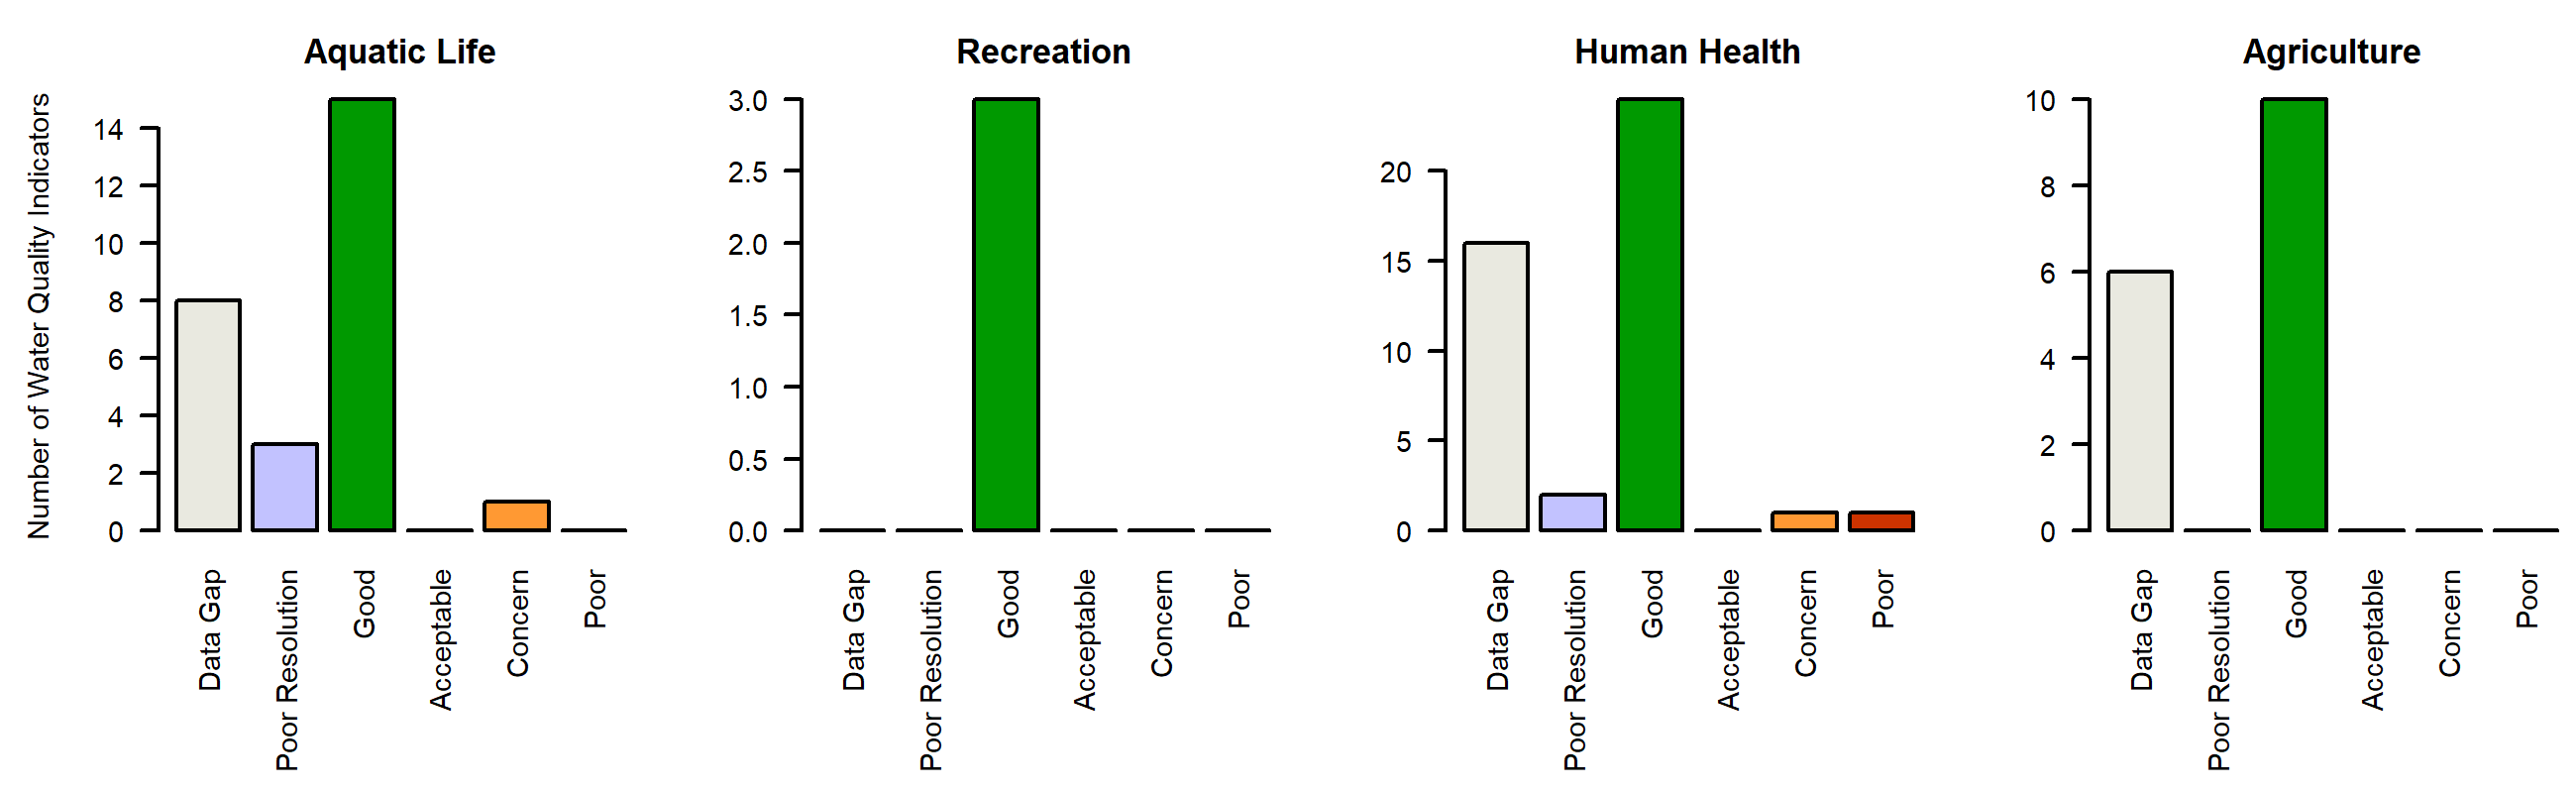 Aquatic Life
Number of Water Quality Indicators
14
12
10
8
6
4
2
0
Data Gap
Poor Resolution
Good
Acceptable
Concern
Poor
Recreation
3.0
2.5
2.0
1.5
1.0
0.5
0.0
Data Gap
Poor Resolution
Good
Acceptable
Concern
Poor
Human Health
20
15
10
5
0
Data Gap
Poor Resolution
Good
Acceptable
Concern
Poor
Agriculture
10
8
6
4
2
0
Data Gap
Poor Resolution
Good
Acceptable
Concern
Poor